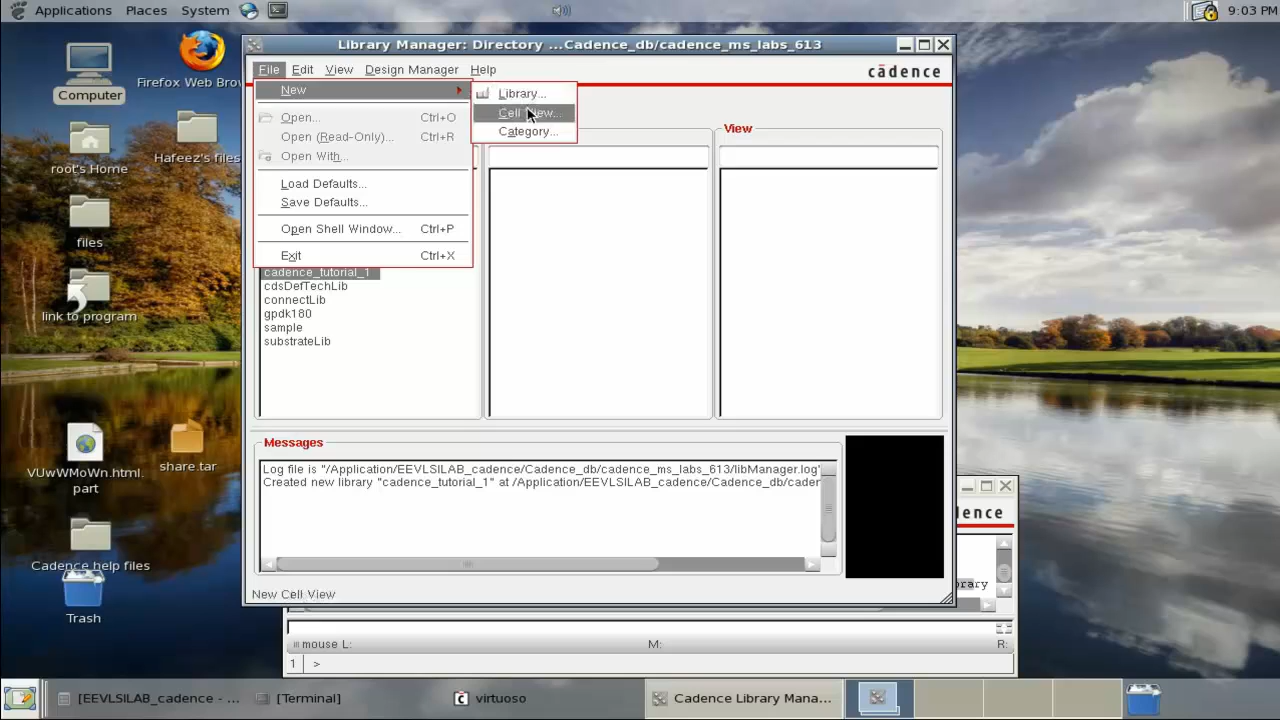 Applications Places System
9:03 PM
Library Manager: Directory ...Cadence_db/cadence_ms_labs_613
File Edit View Design Manager Help
cādence
New
Open... Ctrl+O
Open (Read-Only)... Ctrl+R
Open With...
Load Defaults...
Save Defaults...
Open Shell Window... Ctrl+P
Exit Ctrl+X
Library...
Cell View...
Category...
View
cadence_tutorial_1
cdsDefTechLib
connectLib
gpdk180
sample
substrateLib
Messages
Log file is "/Application/EEVLSILAB_cadence/Cadence_db/cadence_ms_labs_613/libManager.log"
Created new library "cadence_tutorial_1" at /Application/EEVLSILAB_cadence/Cadence_db/caden
New Cell View
Computer
Firefox Web Brow
root's Home
Hafeez's files
files
link to program
VUwWMoWn.html.
part
share.tar
Cadence help files
Trash
dence
rary
mouse L: M: R:
1 >
[EEVLSILAB_cadence - ...
[Terminal]
virtuoso
Cadence Library Mana...